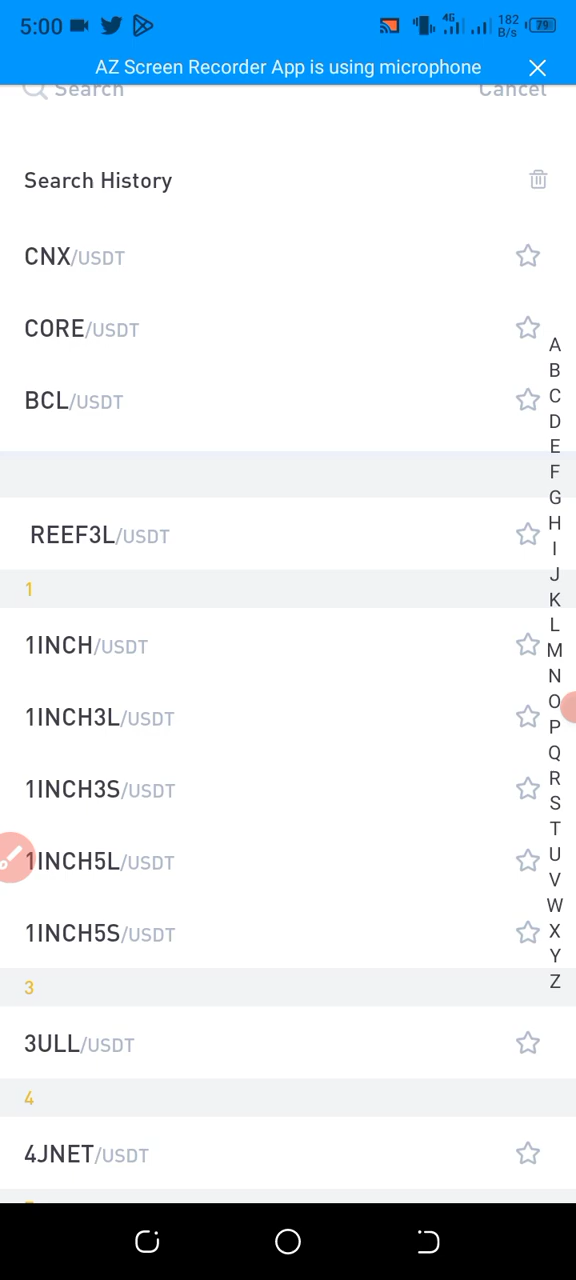 5:00 4G 182 B/s 79
AZ Screen Recorder App is using microphone
Search Cancel
Search History
CNX/USDT
CORE/USDT
BCL/USDT
REEF3L/USDT
1
1INCH/USDT
1INCH3L/USDT
1INCH3S/USDT
1INCH5L/USDT
1INCH5S/USDT
3
3ULL/USDT
4
4JNET/USDT
A
B
C
D
E
F
G
H
I
J
K
L
M
N
O
P
Q
R
S
T
U
V
W
X
Y
Z